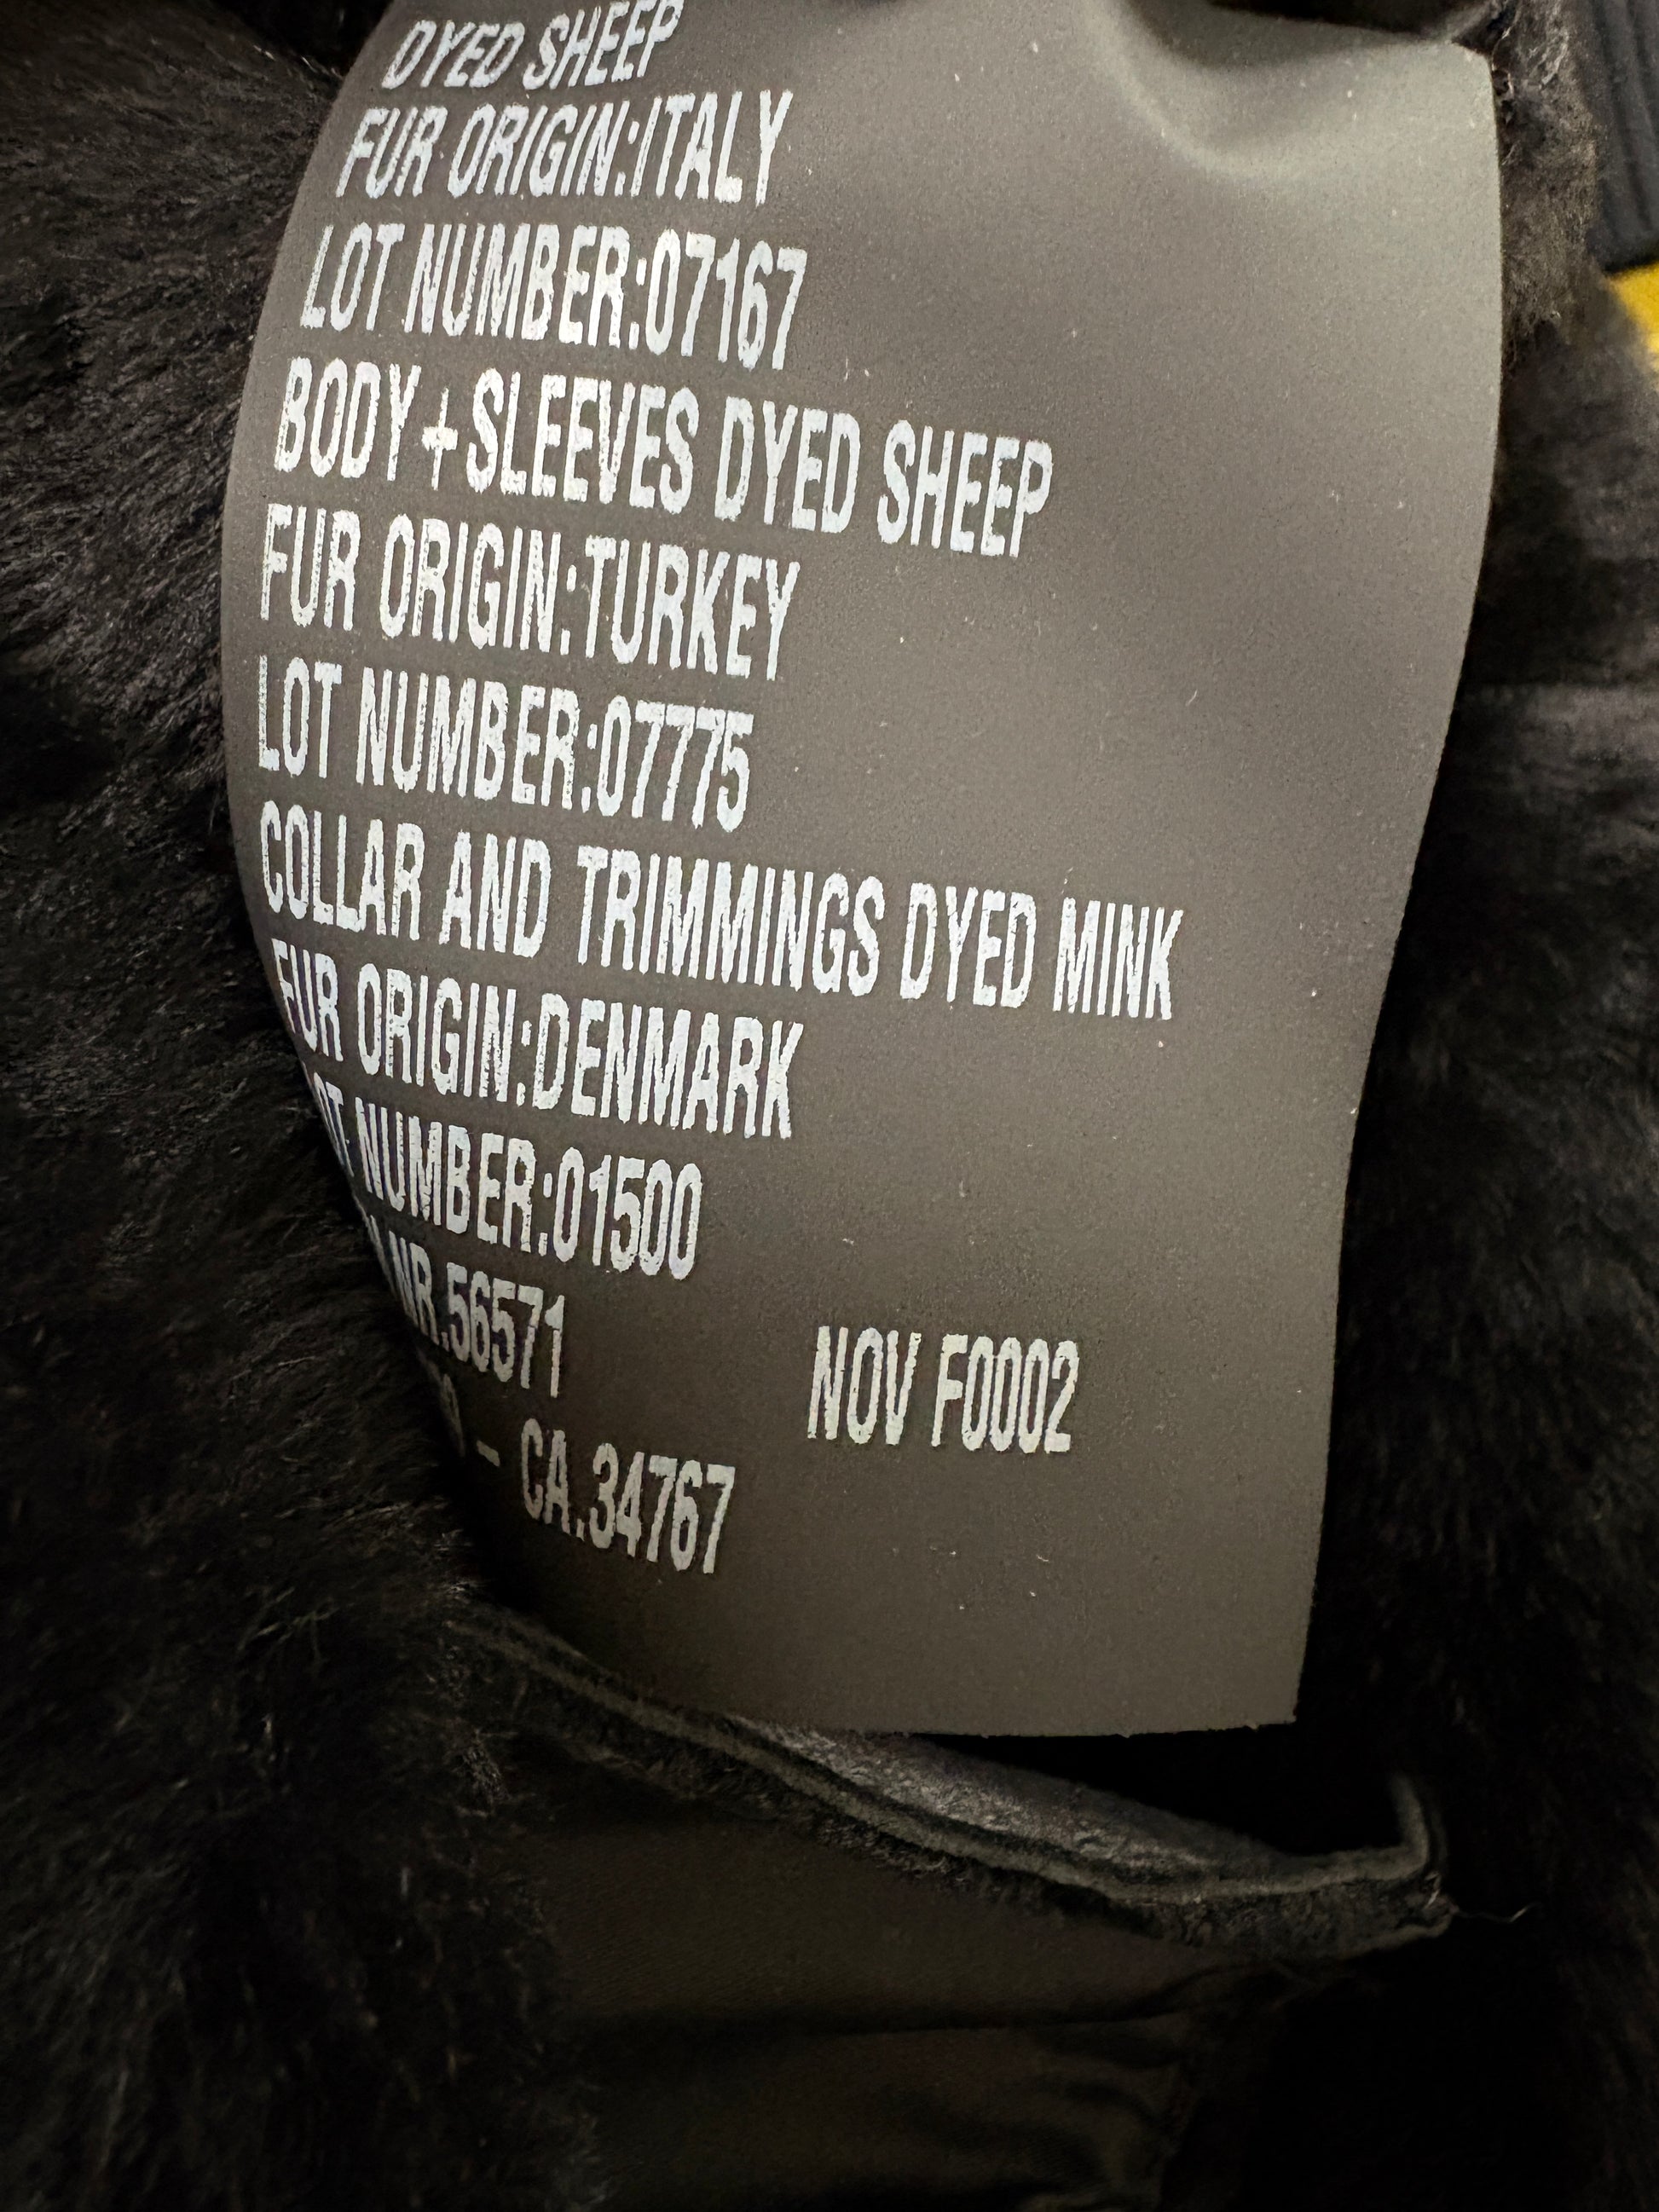 DYED SHEEP
FUR ORIGIN:ITALY
LOT NUMBER:07167
BODY+SLEEVES DYED SHEEP
FUR ORIGIN:TURKEY
LOT NUMBER:07775
COLLAR AND TRIMMINGS DYED MINK
FUR ORIGIN:DENMARK
NUMBER:01500
NR.56571 NOV F0002
- CA.34767